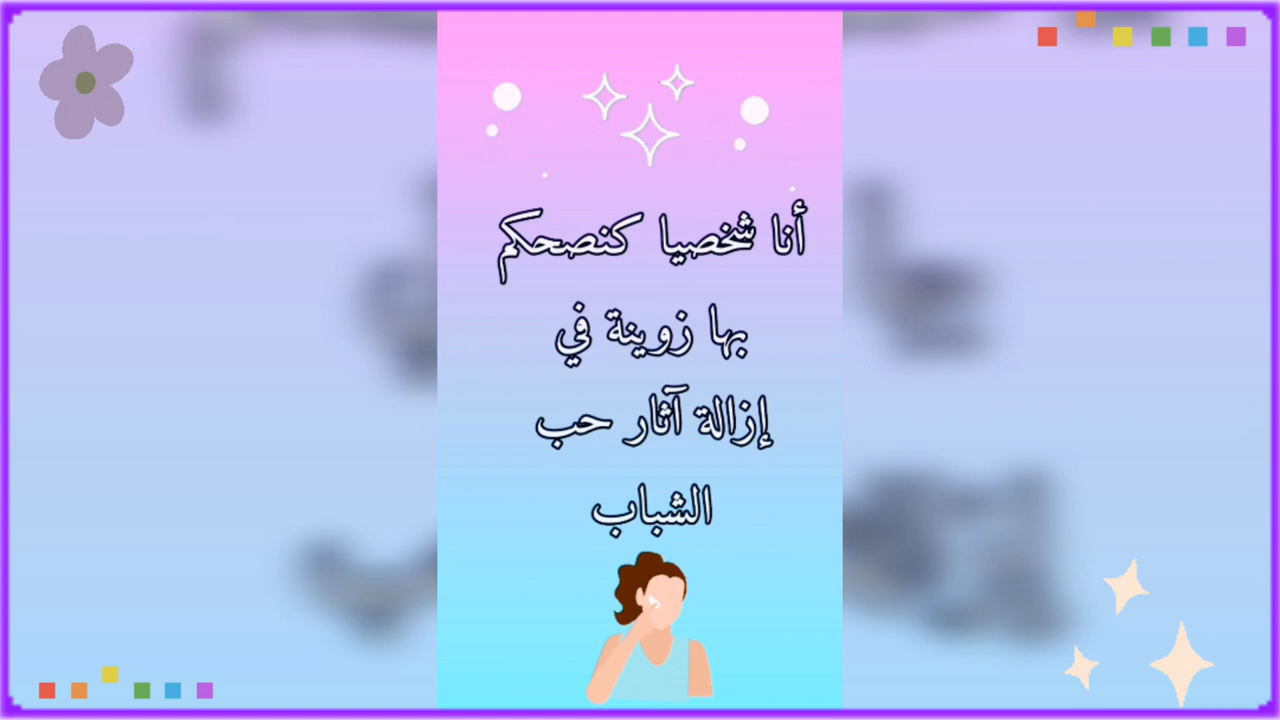 أنا شخصيا كنصحكم
بها زوينة في
إزالة آثار حب
الشباب